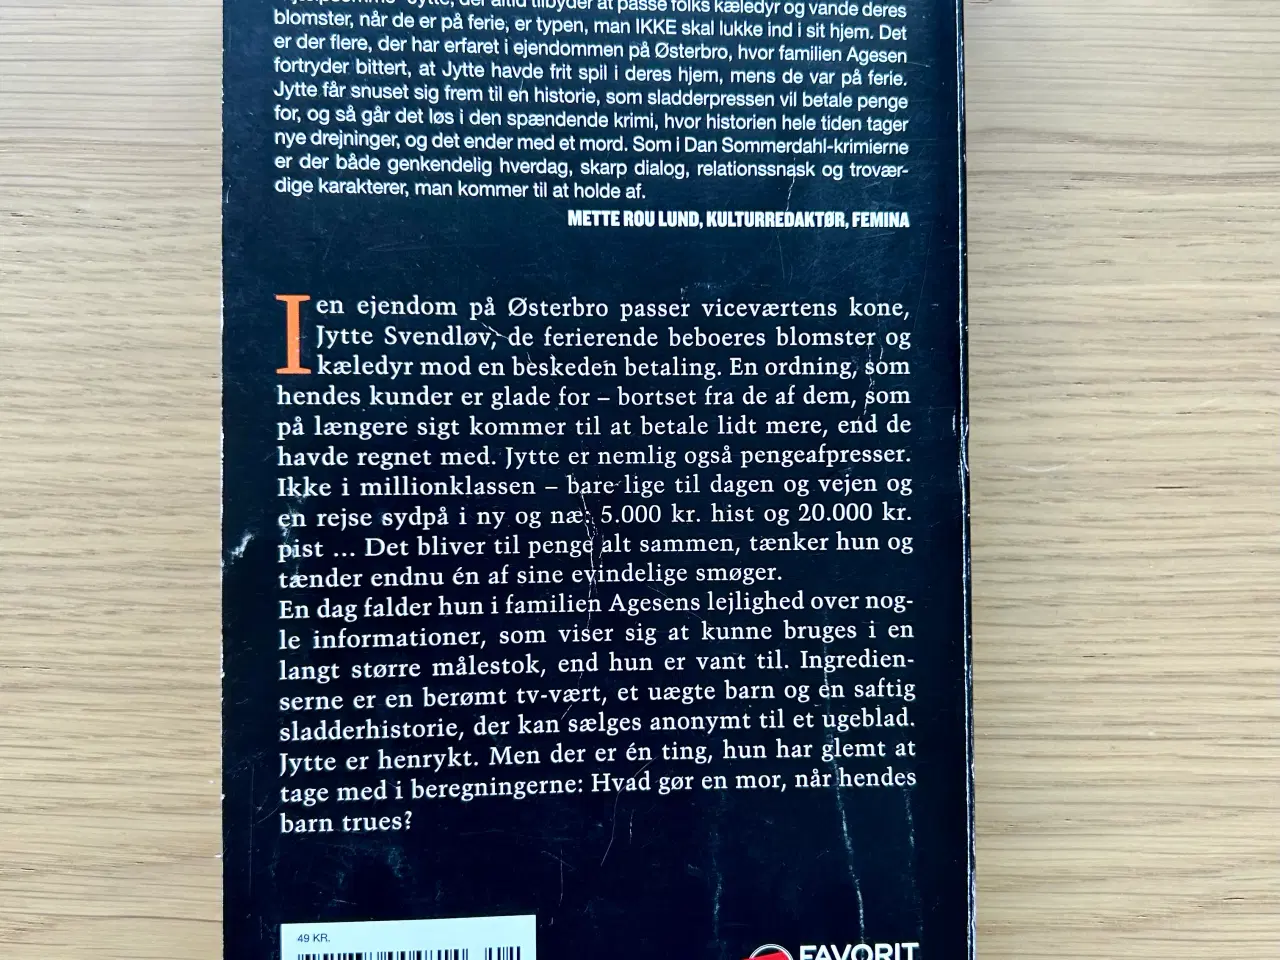 Jytte, der altid tilbyder at passe folks kæledyr og vande deres
blomster, når de er på ferie, er typen, man IKKE skal lukke ind i sit hjem. Det
er der flere, der har erfaret i ejendommen på Østerbro, hvor familien Agesen
fortryder bittert, at Jytte havde frit spil i deres hjem, mens de var på ferie.
Jytte får snuset sig frem til en historie, som sladderpressen vil betale penge
for, og så går det løs i den spændende krimi, hvor historien hele tiden tager
nye drejninger, og det ender med et mord. Som i Dan Sommerdahl-krimierne
er der både genkendelig hverdag, skarp dialog, relationssnask og trovær-
dige karakterer, man kommer til at holde af.
METTE ROU LUND, KULTURREDAKTØR, FEMINA
I en ejendom på Østerbro passer viceværtens kone,
Jytte Svendløv, de ferierende beboeres blomster og
kæledyr mod en beskeden betaling. En ordning, som
hendes kunder er glade for – bortset fra de af dem, som
på længere sigt kommer til at betale lidt mere, end de
havde regnet med. Jytte er nemlig også pengeafpresser.
Ikke i millionklassen – bare lige til dagen og vejen og
en rejse sydpå i ny og næ: 5.000 kr. hist og 20.000 kr.
pist ... Det bliver til penge alt sammen, tænker hun og
tænder endnu én af sine evindelige smøger.
En dag falder hun i familien Agesens lejlighed over nog-
le informationer, som viser sig at kunne bruges i en
langt større målestok, end hun er vant til. Ingredien-
serne er en berømt tv-vært, et uægte barn og en saftig
sladderhistorie, der kan sælges anonymt til et ugeblad.
Jytte er henrykt. Men der er én ting, hun har glemt at
tage med i beregningerne: Hvad gør en mor, når hendes
barn trues?
49 KR.
FAVORIT